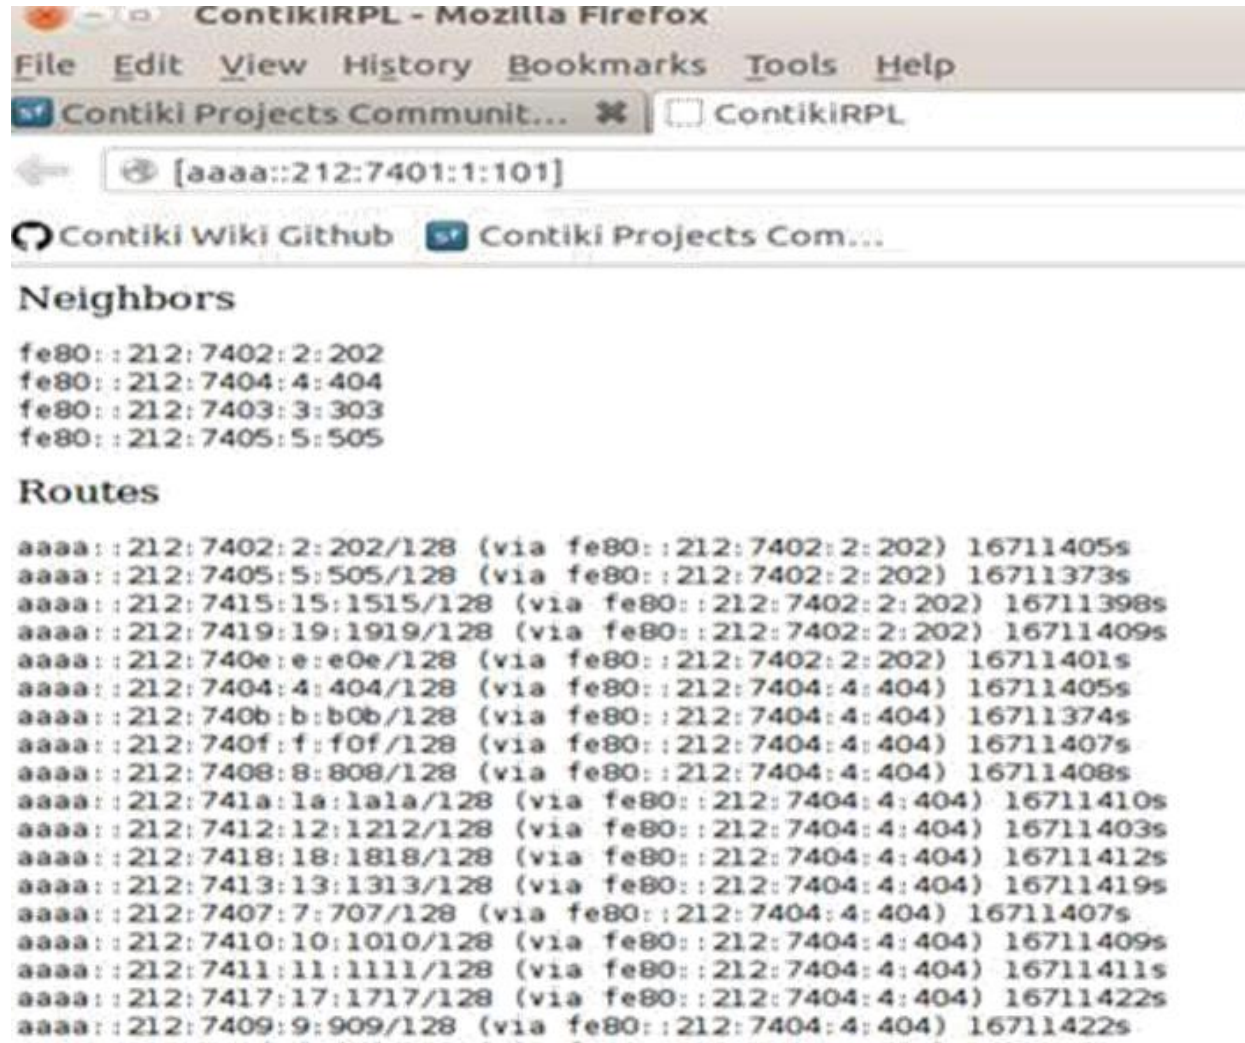 ContikiRPL - Mozilla Firefox
File Edit View History Bookmarks Tools Help
Contiki Projects Communit... ContikiRPL
[aaaa::212:7401:1:101]
Contiki Wiki Github Contiki Projects Com...
Neighbors
fe80::212:7402:2:202
fe80::212:7404:4:404
fe80::212:7403:3:303
fe80::212:7405:5:505
Routes
aaaa::212:7402:2:202/128 (via fe80::212:7402:2:202) 16711405s
aaaa::212:7405:5:505/128 (via fe80::212:7402:2:202) 16711373s
aaaa::212:7415:15:1515/128 (via fe80::212:7402:2:202) 16711398s
aaaa::212:7419:19:1919/128 (via fe80::212:7402:2:202) 16711409s
aaaa::212:740e:e:e0e/128 (via fe80::212:7402:2:202) 16711401s
aaaa::212:7404:4:404/128 (via fe80::212:7404:4:404) 16711405s
aaaa::212:740b:b:b0b/128 (via fe80::212:7404:4:404) 16711374s
aaaa::212:740f:f:f0f/128 (via fe80::212:7404:4:404) 16711407s
aaaa::212:7408:8:808/128 (via fe80::212:7404:4:404) 16711408s
aaaa::212:741a:1a:1a1a/128 (via fe80::212:7404:4:404) 16711410s
aaaa::212:7412:12:1212/128 (via fe80::212:7404:4:404) 16711403s
aaaa::212:7418:18:1818/128 (via fe80::212:7404:4:404) 16711412s
aaaa::212:7413:13:1313/128 (via fe80::212:7404:4:404) 16711419s
aaaa::212:7407:7:707/128 (via fe80::212:7404:4:404) 16711407s
aaaa::212:7410:10:1010/128 (via fe80::212:7404:4:404) 16711409s
aaaa::212:7411:11:1111/128 (via fe80::212:7404:4:404) 16711411s
aaaa::212:7417:17:1717/128 (via fe80::212:7404:4:404) 16711422s
aaaa::212:7409:9:909/128 (via fe80::212:7404:4:404) 16711422s